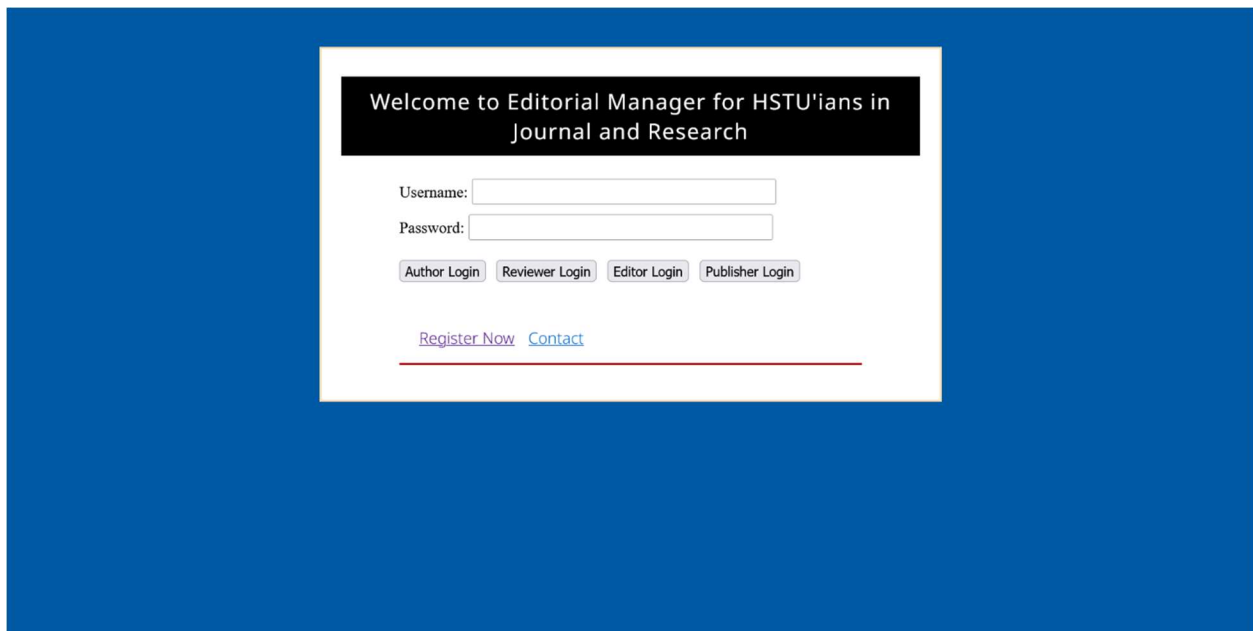 Welcome to Editorial Manager for HSTU'ians in
Journal and Research
Username:
Password:
Author Login Reviewer Login Editor Login Publisher Login
Register Now Contact